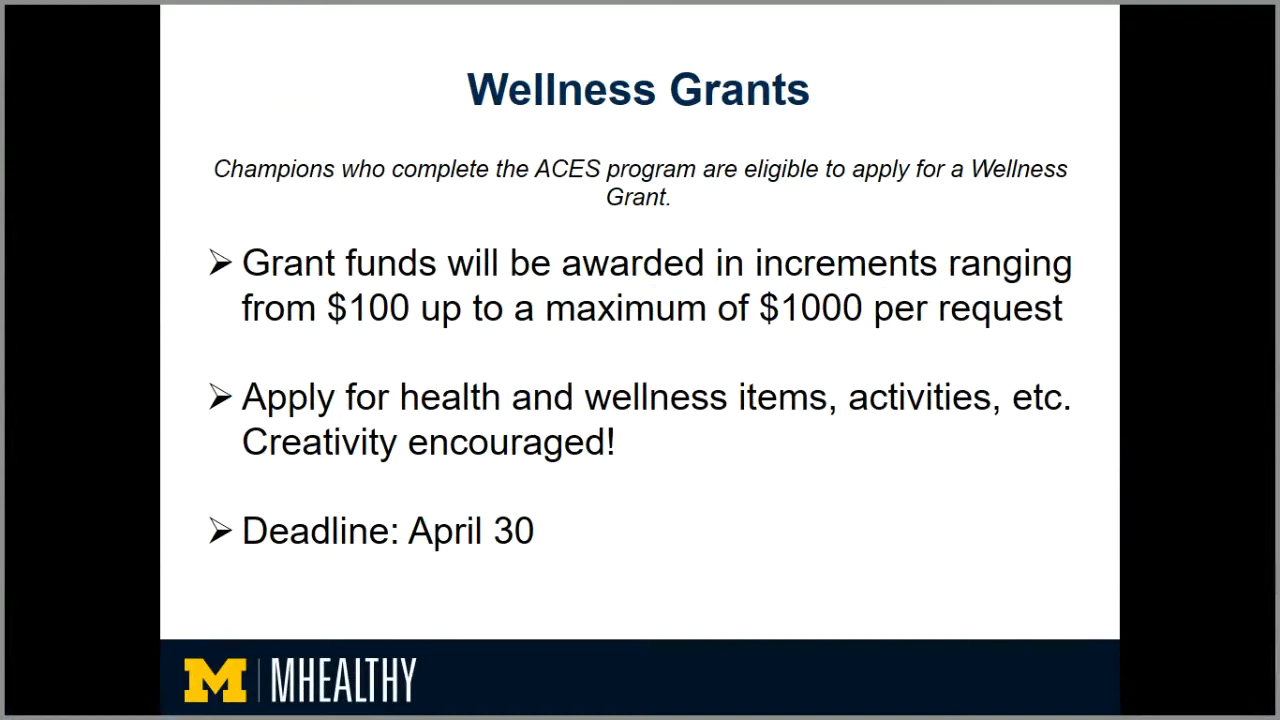 Wellness Grants
Champions who complete the ACES program are eligible to apply for a Wellness
Grant.
➢ Grant funds will be awarded in increments ranging
from $100 up to a maximum of $1000 per request
➢ Apply for health and wellness items, activities, etc.
Creativity encouraged!
➢ Deadline: April 30
M | MHEALTHY